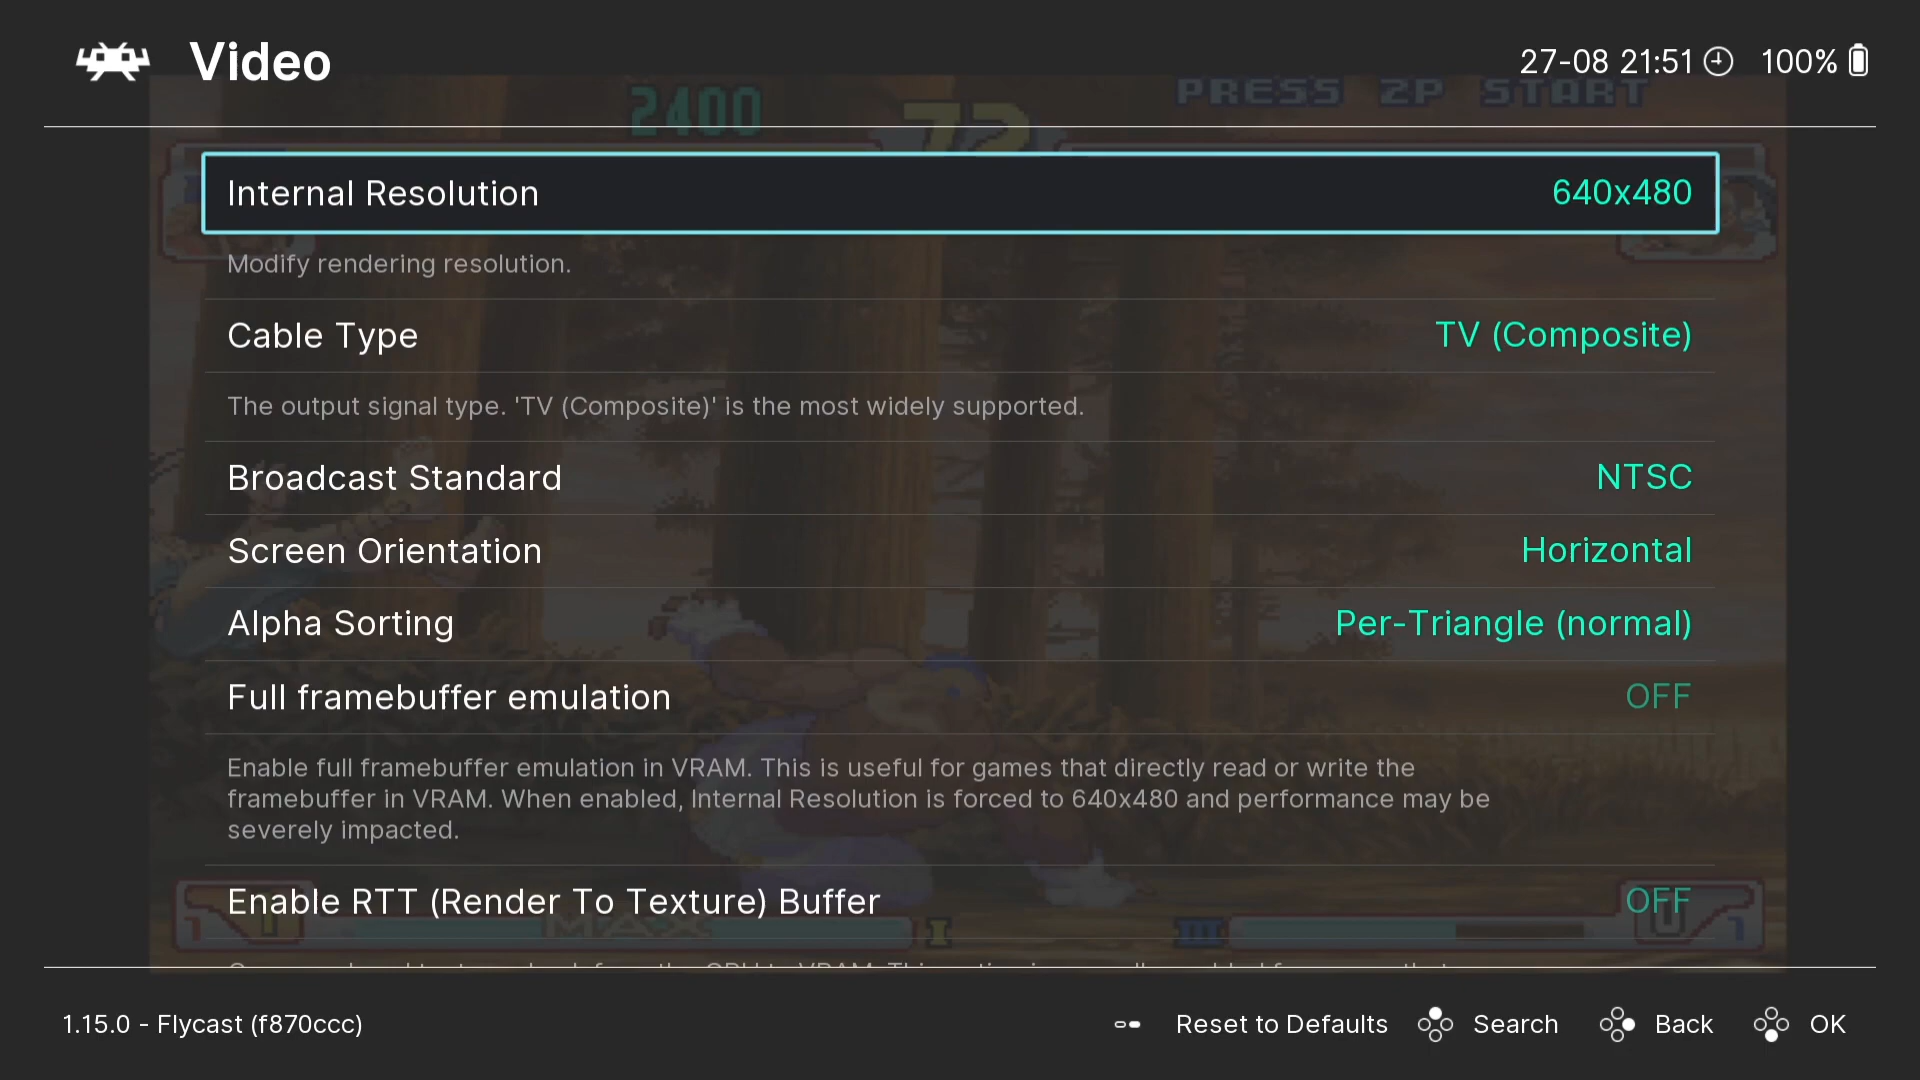 Video
27-08 21:51 100%
2400
72
PRESS 2P START
Internal Resolution 640x480
Modify rendering resolution.
Cable Type TV (Composite)
The output signal type. 'TV (Composite)' is the most widely supported.
Broadcast Standard NTSC
Screen Orientation Horizontal
Alpha Sorting Per-Triangle (normal)
Full framebuffer emulation OFF
Enable full framebuffer emulation in VRAM. This is useful for games that directly read or write the
framebuffer in VRAM. When enabled, Internal Resolution is forced to 640x480 and performance may be
severely impacted.
Enable RTT (Render To Texture) Buffer OFF
MAX
1.15.0 - Flycast (f870ccc) Reset to Defaults Search Back OK